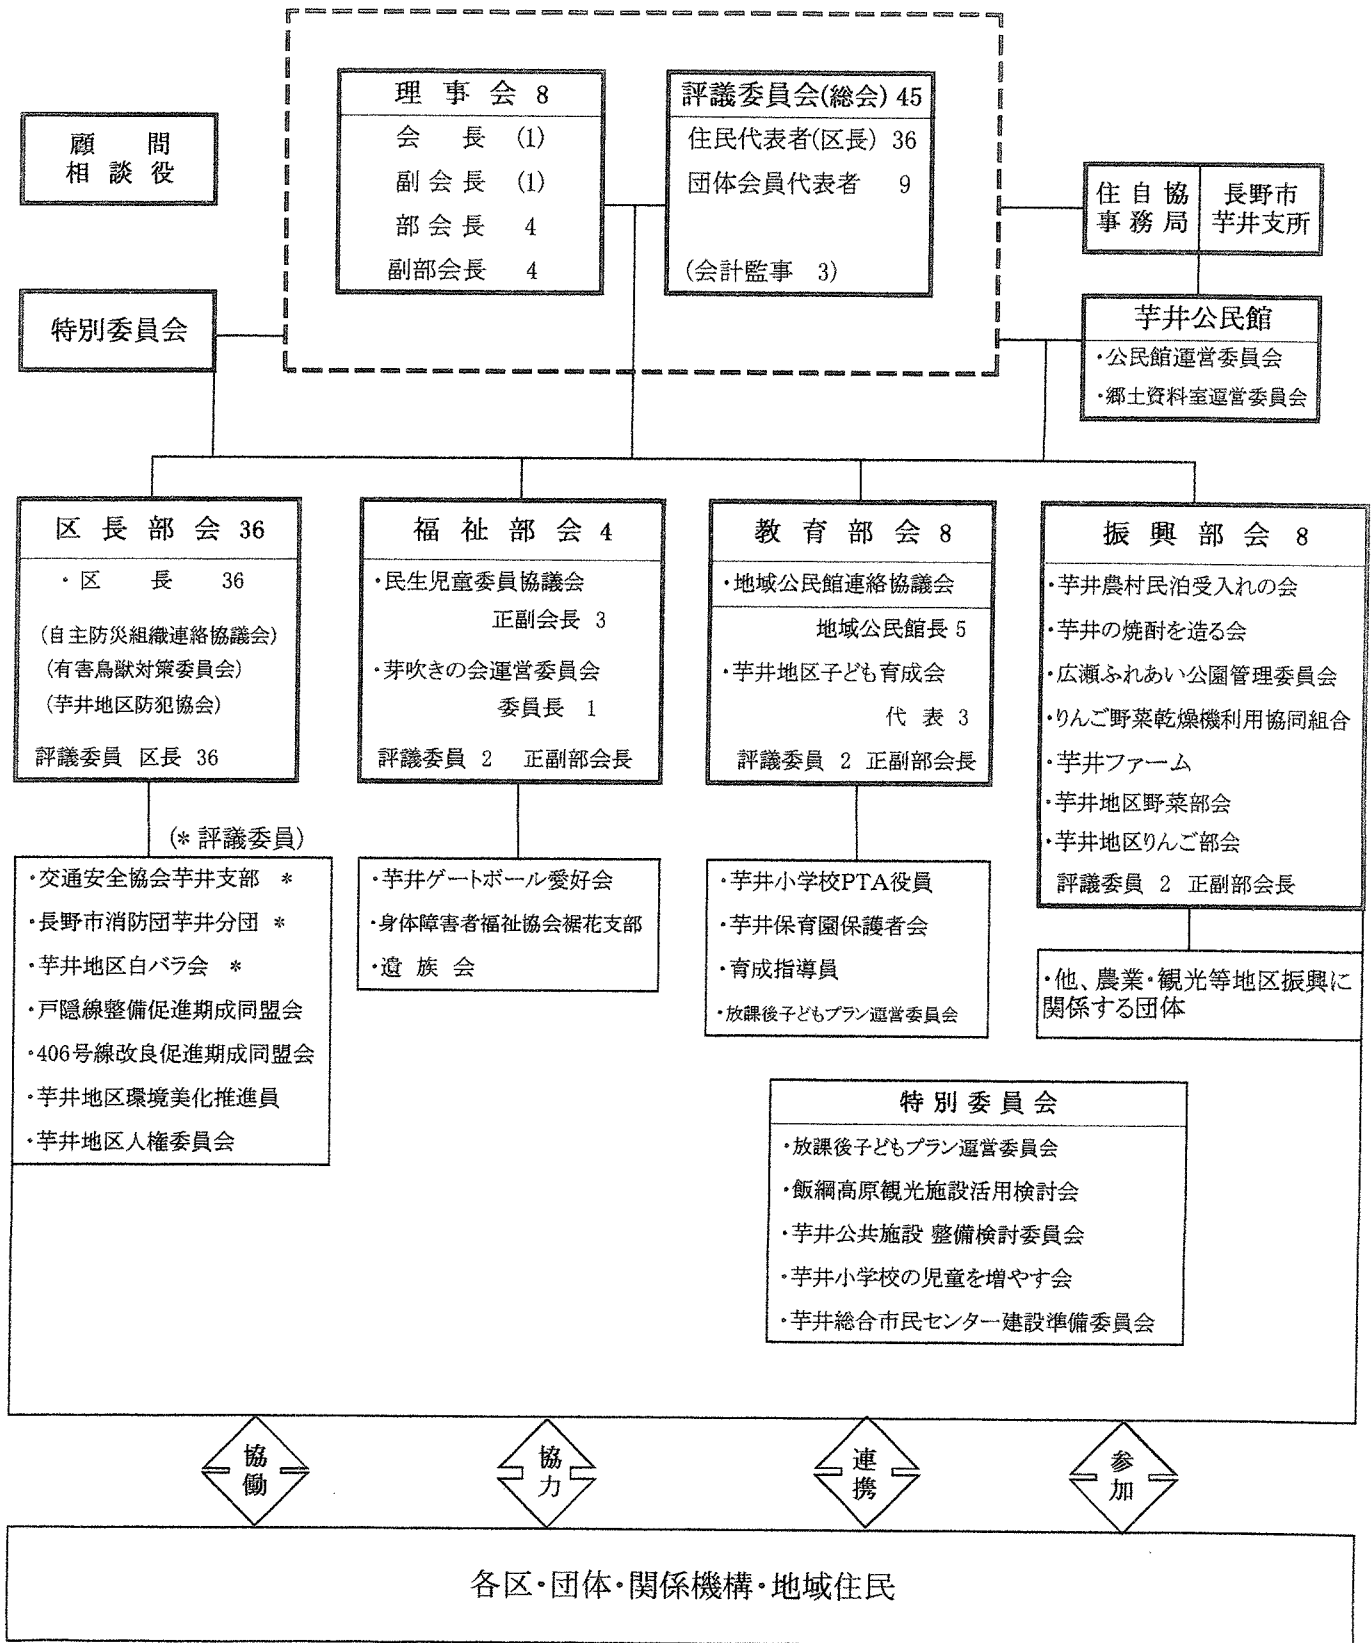 理事会 8
会長 (1)
副会長 (1)
部会長 4
副部会長 4
評議委員会(総会) 45
住民代表者(区長) 36
団体会員代表者 9
(会計監事 3)
顧問
相談役
特別委員会
住自協
事務局
長野市
芋井支所
芋井公民館
・公民館運営委員会
・郷土資料室運営委員会
区長部会 36
・区長 36
(自主防災組織連絡協議会)
(有害鳥獣対策委員会)
(芋井地区防犯協会)
評議委員 区長 36
福祉部会 4
・民生児童委員協議会
正副会長 3
・芽吹きの会運営委員会
委員長 1
評議委員 2 正副部会長
教育部会 8
・地域公民館連絡協議会
地域公民館長 5
・芋井地区子ども育成会
代表 3
評議委員 2 正副部会長
振興部会 8
・芋井農村民泊受入れの会
・芋井の焼酎を造る会
・広瀬ふれあい公園管理委員会
・りんご野菜乾燥機利用協同組合
・芋井ファーム
・芋井地区野菜部会
・芋井地区りんご部会
評議委員 2 正副部会長
(* 評議委員)
・交通安全協会芋井支部 *
・長野市消防団芋井分団 *
・芋井地区白バラ会 *
・戸隠線整備促進期成同盟会
・406号線改良促進期成同盟会
・芋井地区環境美化推進員
・芋井地区人権委員会
・芋井ゲートボール愛好会
・身体障害者福祉協会裾花支部
・遺族会
・芋井小学校PTA役員
・芋井保育園保護者会
・育成指導員
・放課後子どもプラン運営委員会
・他、農業・観光等地区振興に
関係する団体
特別委員会
・放課後子どもプラン運営委員会
・飯綱高原観光施設活用検討会
・芋井公共施設 整備検討委員会
・芋井小学校の児童を増やす会
・芋井総合市民センター建設準備委員会
協働
協力
連携
参加
各区・団体・関係機構・地域住民